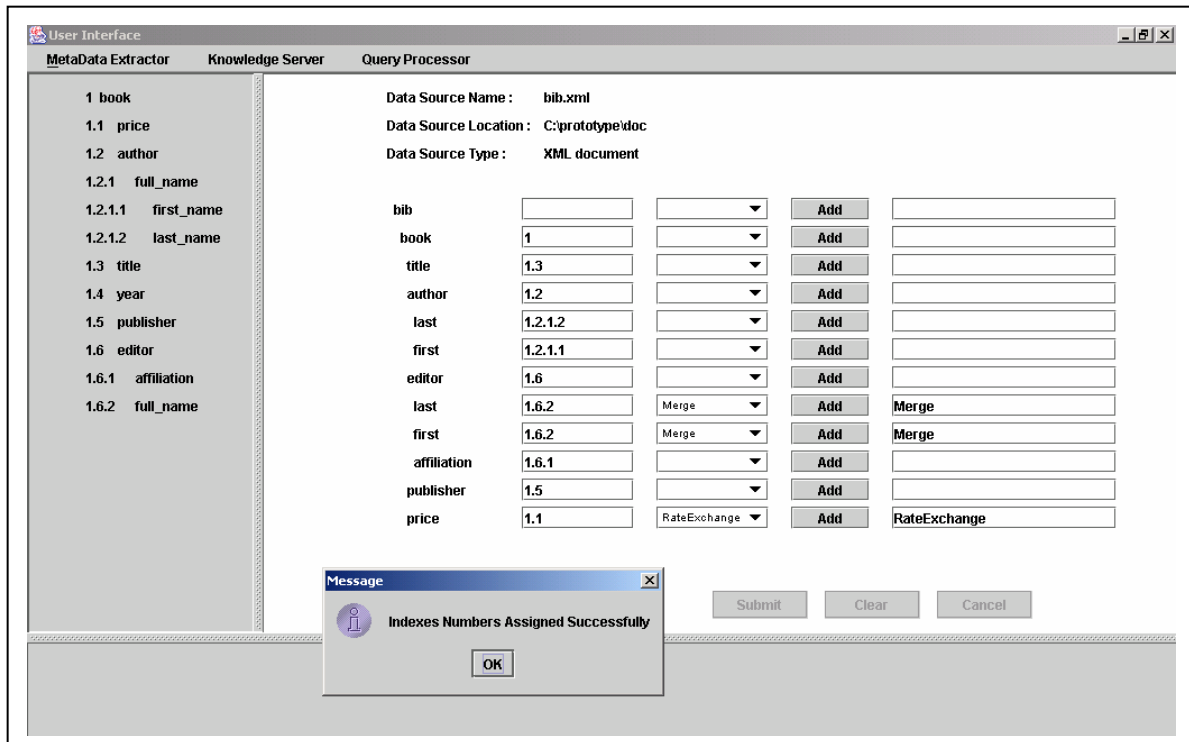 User Interface
MetaData Extractor Knowledge Server Query Processor
1 book
1.1 price
1.2 author
1.2.1 full_name
1.2.1.1 first_name
1.2.1.2 last_name
1.3 title
1.4 year
1.5 publisher
1.6 editor
1.6.1 affiliation
1.6.2 full_name
Data Source Name : bib.xml
Data Source Location : C:\prototype\doc
Data Source Type : XML document
bib Add
book 1 Add
title 1.3 Add
author 1.2 Add
last 1.2.1.2 Add
first 1.2.1.1 Add
editor 1.6 Add
last 1.6.2 Merge Add Merge
first 1.6.2 Merge Add Merge
affiliation 1.6.1 Add
publisher 1.5 Add
price 1.1 RateExchange Add RateExchange
Submit Clear Cancel
Message
Indexes Numbers Assigned Successfully
OK